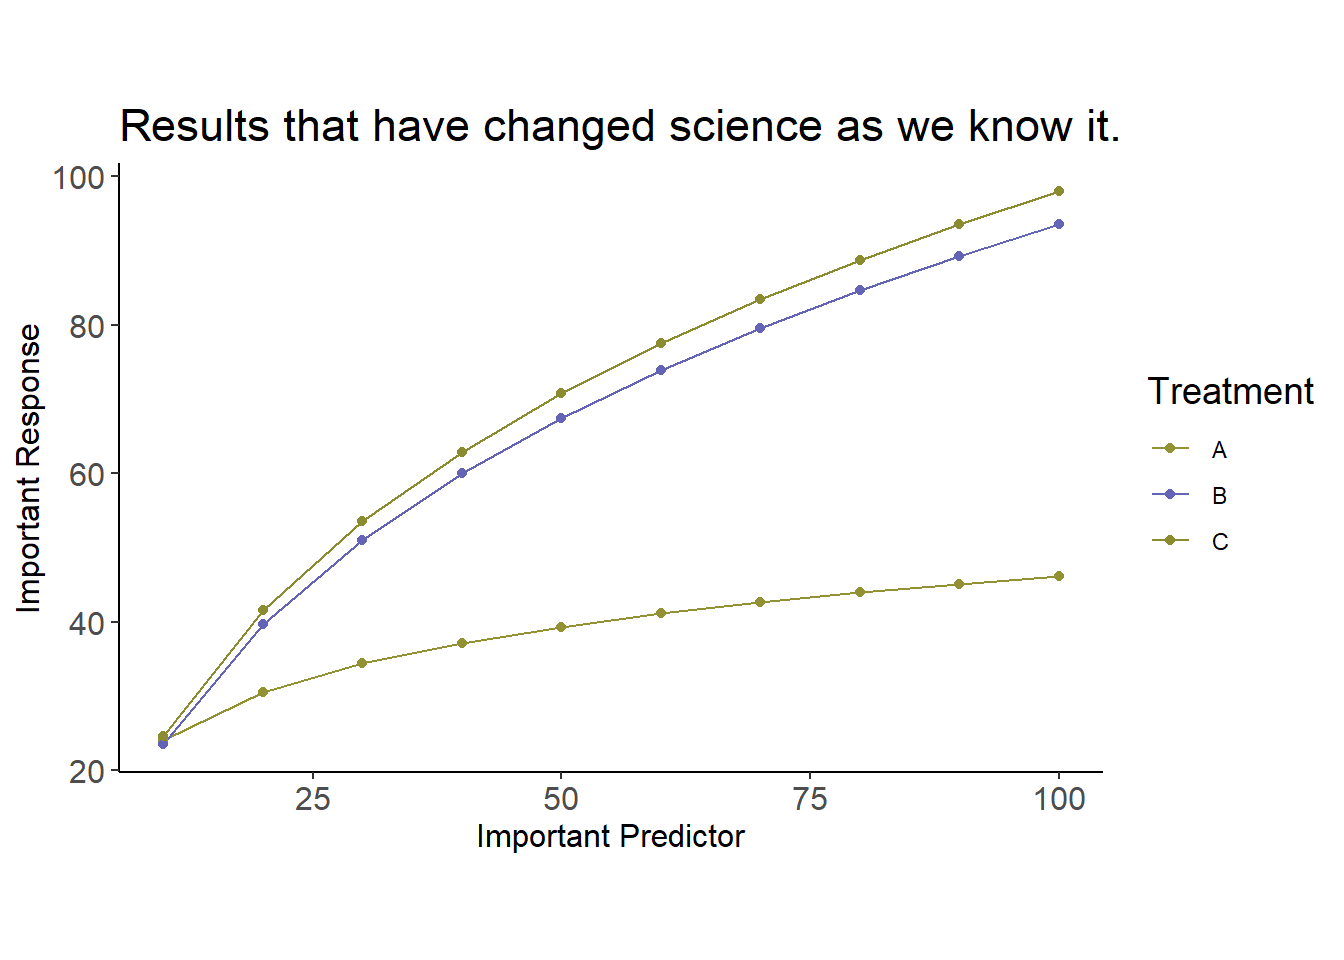 Results that have changed science as we know it.
100
80
60
40
20
Important Response
25 50 75 100
Important Predictor
Treatment
A
B
C